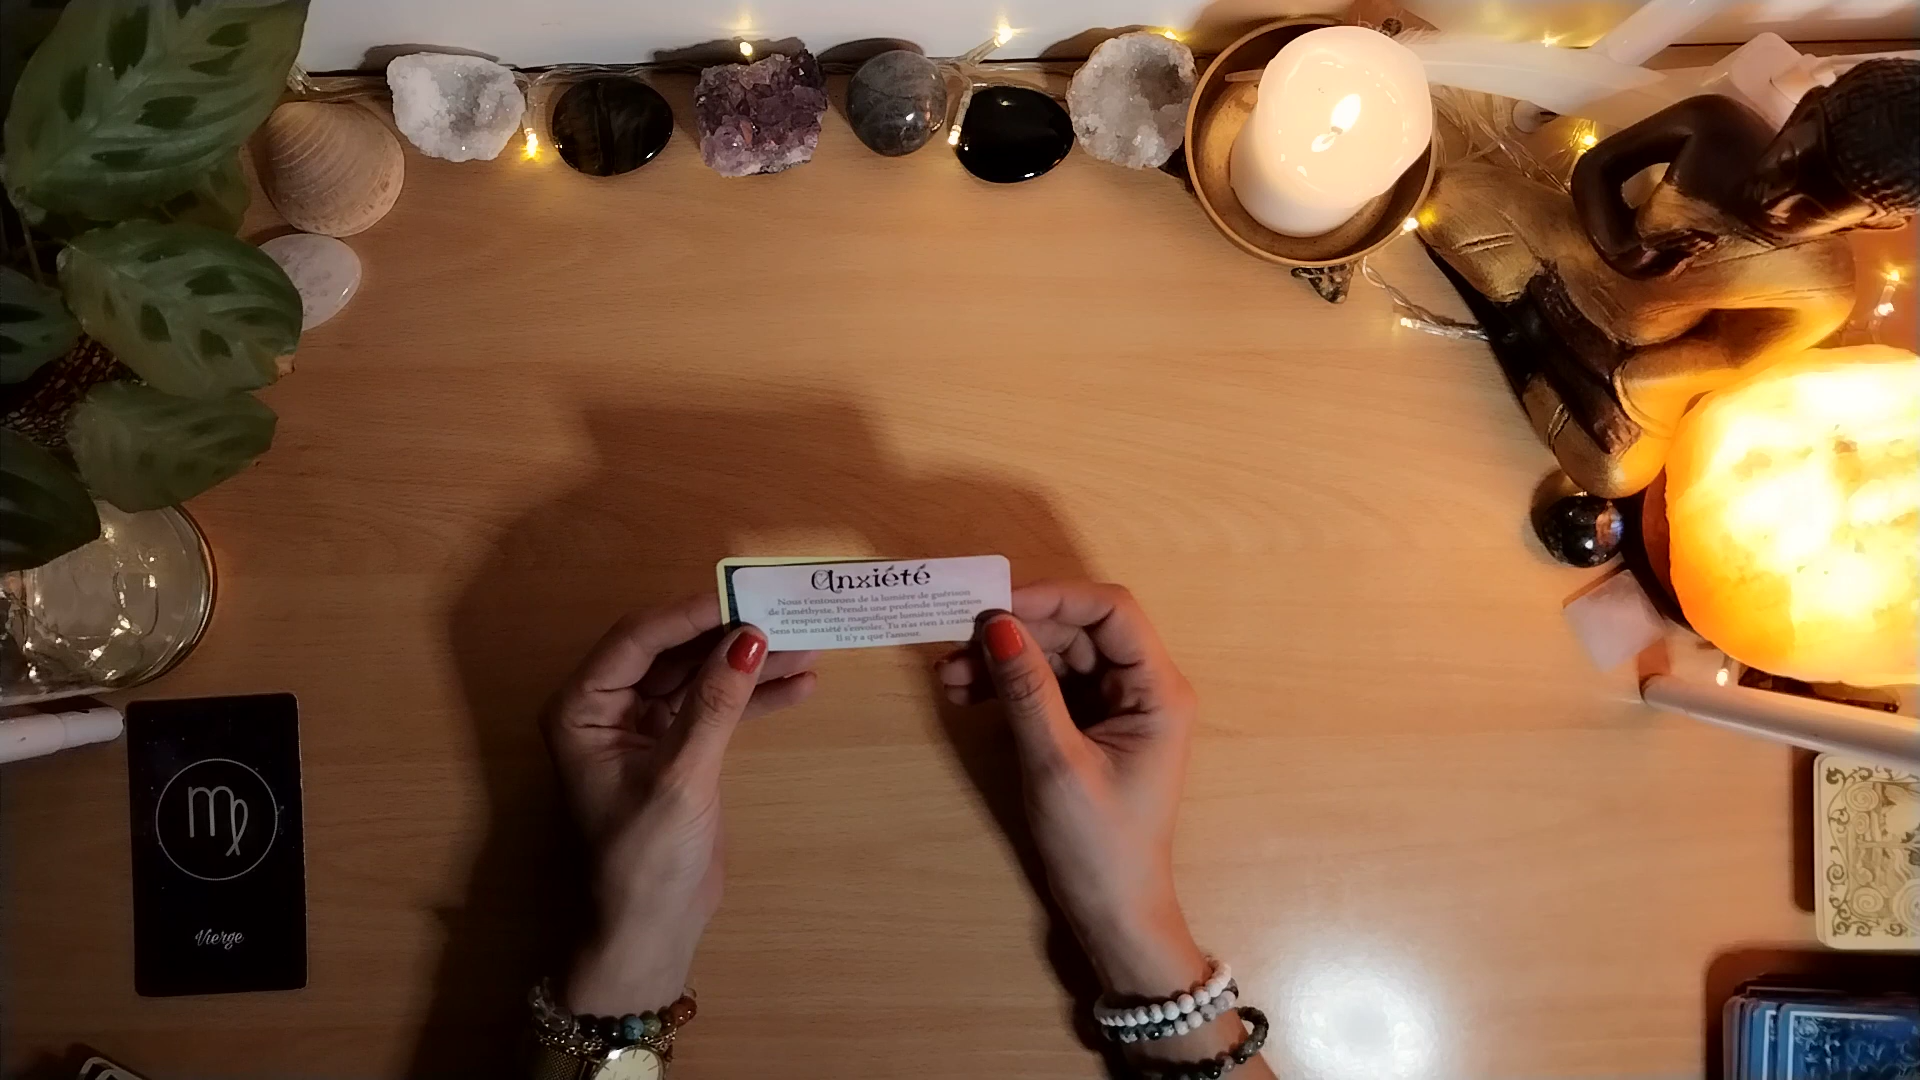 Anxiété
Nous t'entourons de la lumière de guérison
de l'améthyste. Prends une profonde inspiration
et respire cette magnifique lumière violette.
Sens ton anxiété s'envoler. Tu n'as rien à
Il n'y a que l'amour.
Vierge